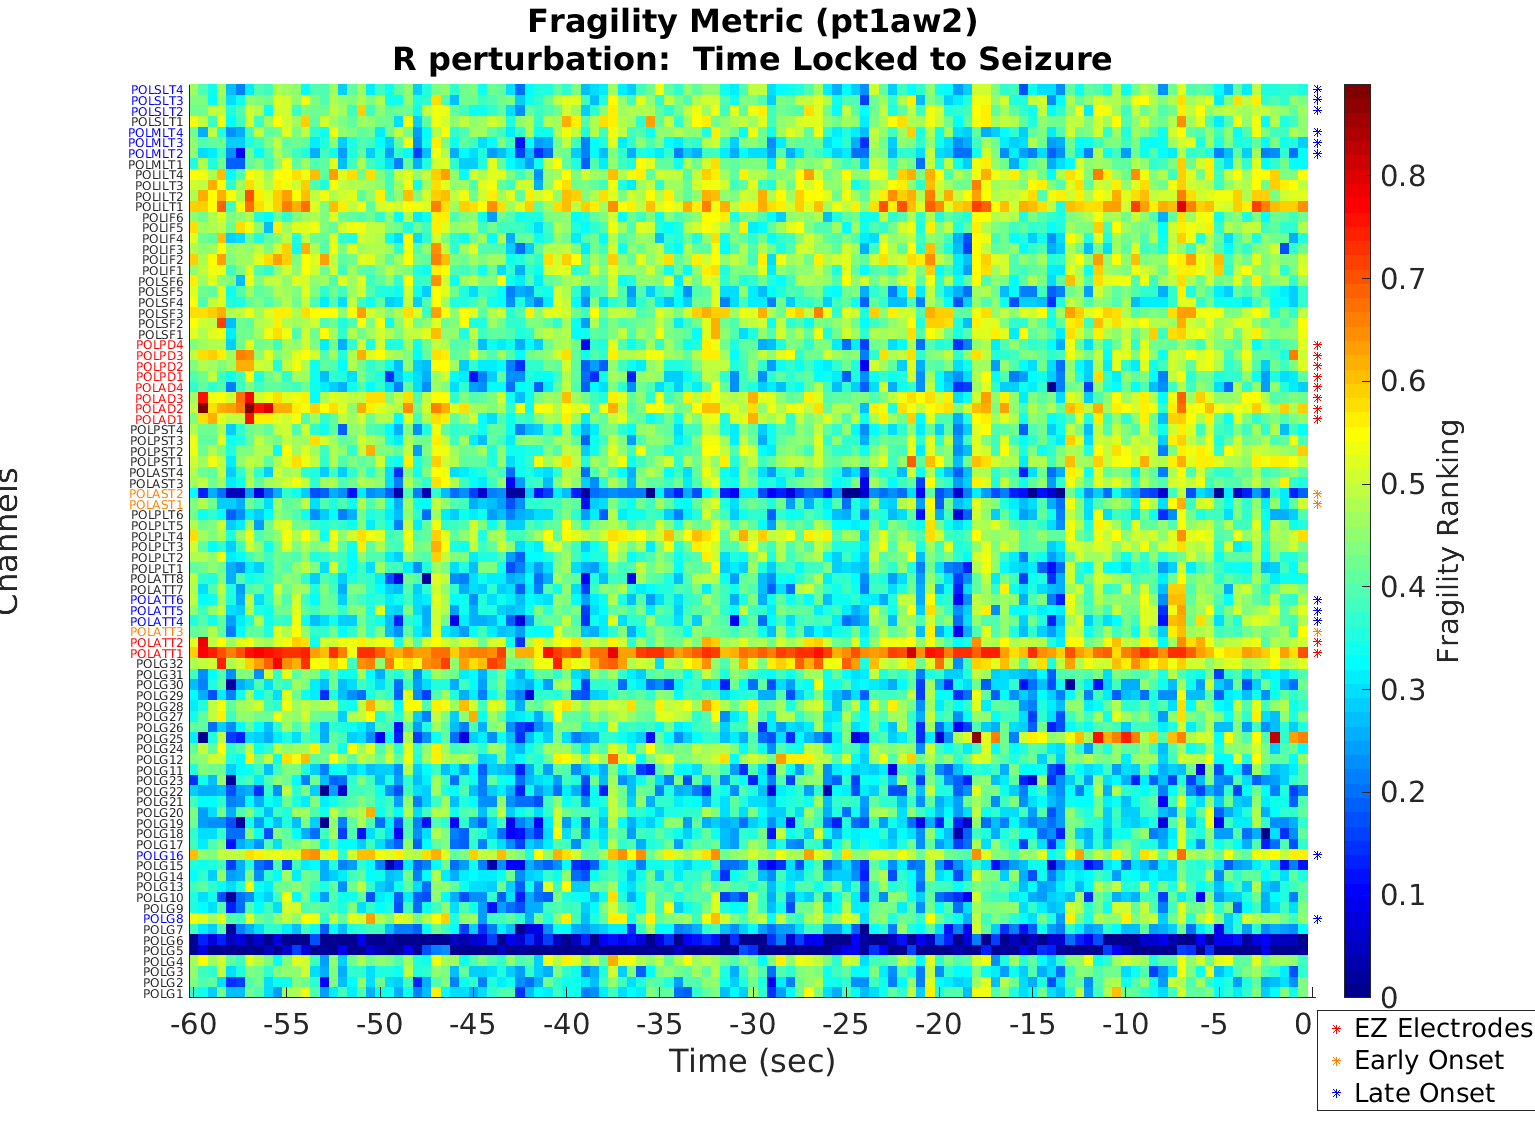 Fragility Metric (pt1aw2)
R perturbation:  Time Locked to Seizure
Channels
POLSLT4
POLSLT3
POLSLT2
POLSLT1
POLMLT4
POLMLT3
POLMLT2
POLMLT1
POLILT4
POLILT3
POLILT2
POLILT1
POLIF6
POLIF5
POLIF4
POLIF3
POLIF2
POLIF1
POLSF6
POLSF5
POLSF4
POLSF3
POLSF2
POLSF1
POLPD4
POLPD3
POLPD2
POLPD1
POLAD4
POLAD3
POLAD2
POLAD1
POLPST4
POLPST3
POLPST2
POLPST1
POLAST4
POLAST3
POLAST2
POLAST1
POLPLT6
POLPLT5
POLPLT4
POLPLT3
POLPLT2
POLPLT1
POLATT8
POLATT7
POLATT6
POLATT5
POLATT4
POLATT3
POLATT2
POLATT1
POLG32
POLG31
POLG30
POLG29
POLG28
POLG27
POLG26
POLG25
POLG24
POLG12
POLG11
POLG23
POLG22
POLG21
POLG20
POLG19
POLG18
POLG17
POLG16
POLG15
POLG14
POLG13
POLG10
POLG9
POLG8
POLG7
POLG6
POLG5
POLG4
POLG3
POLG2
POLG1
-60 -55 -50 -45 -40 -35 -30 -25 -20 -15 -10 -5 0
Time (sec)
0.8
0.7
0.6
0.5
0.4
0.3
0.2
0.1
0
Fragility Ranking
EZ Electrodes
Early Onset
Late Onset